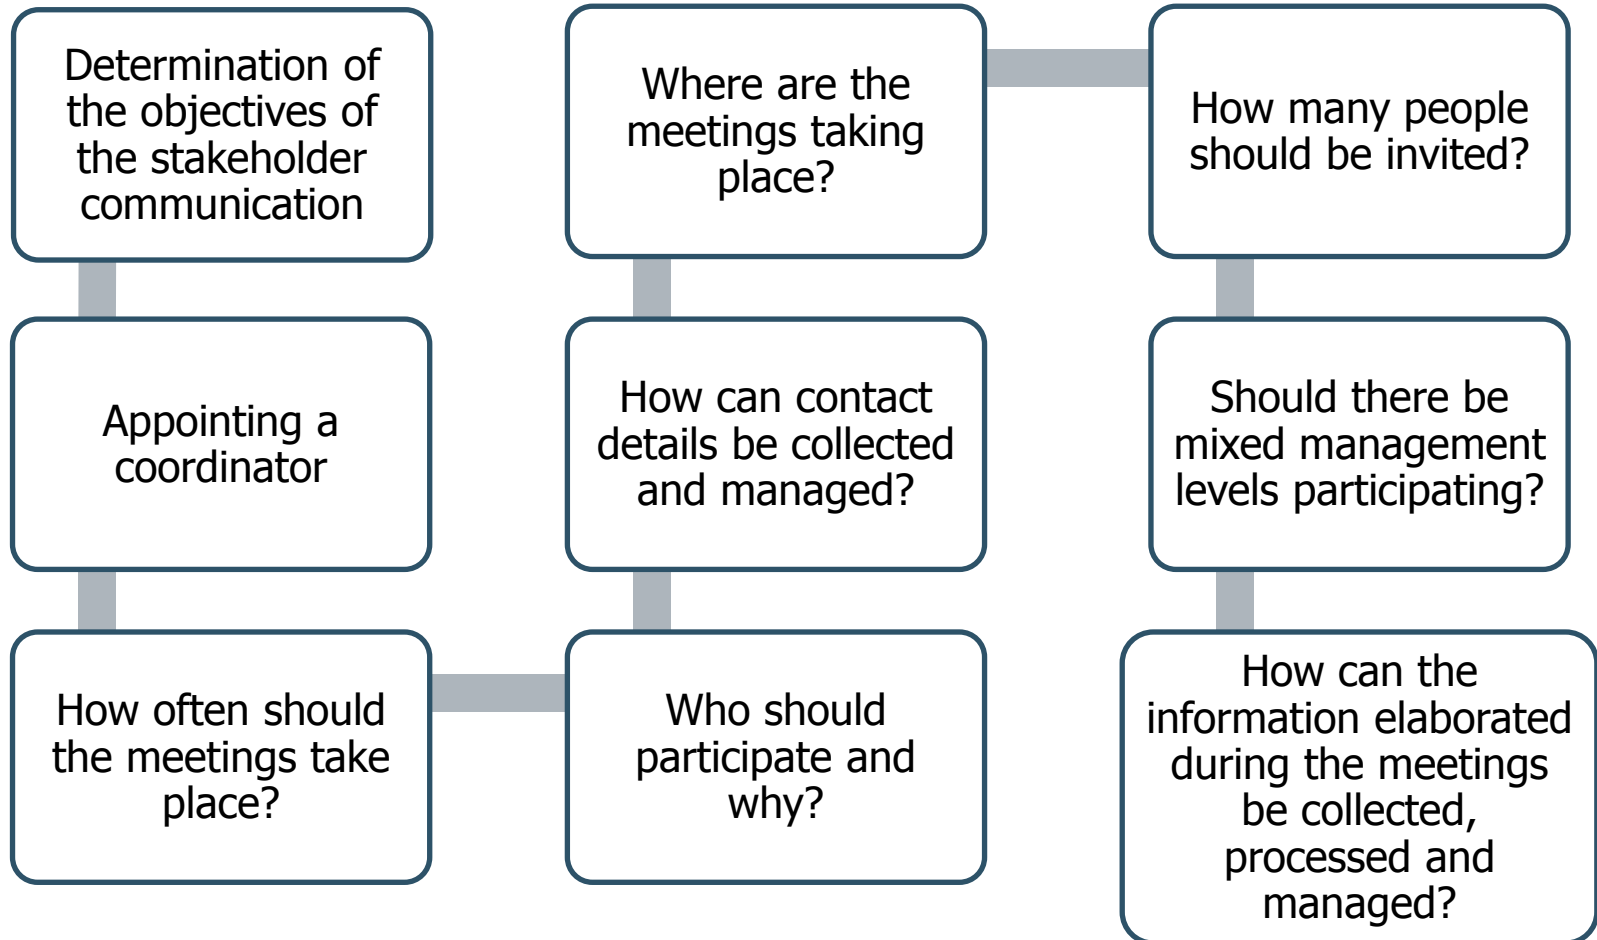 Determination of
the objectives of
the stakeholder
communication
Appointing a
coordinator
How often should
the meetings take
place?
Who should
participate and
why?
How can contact
details be collected
and managed?
Where are the
meetings taking
place?
How many people
should be invited?
Should there be
mixed management
levels participating?
How can the
information elaborated
during the meetings
be collected,
processed and
managed?